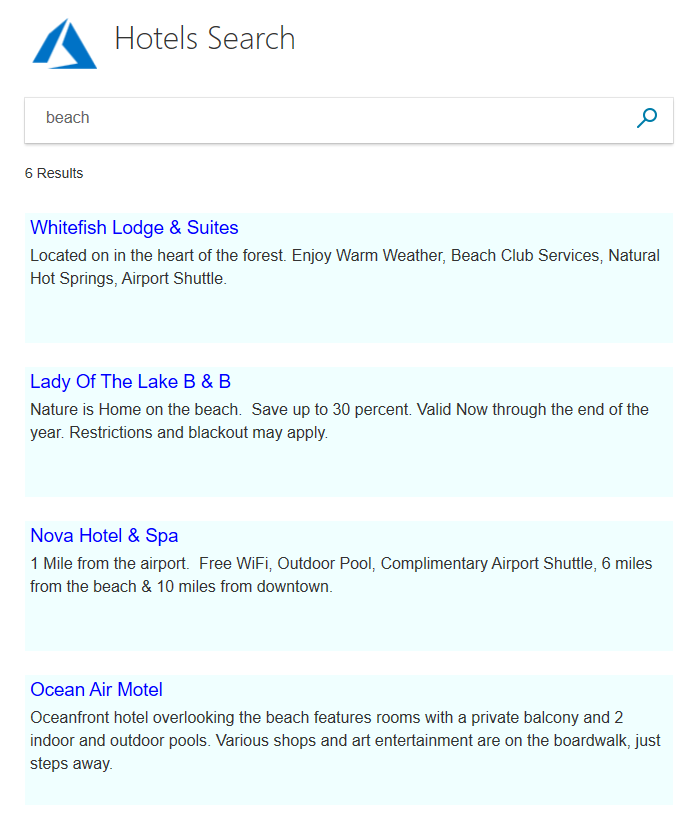 Hotels Search
beach
6 Results
Whitefish Lodge & Suites
Located on in the heart of the forest. Enjoy Warm Weather, Beach Club Services, Natural
Hot Springs, Airport Shuttle.
Lady Of The Lake B & B
Nature is Home on the beach.  Save up to 30 percent. Valid Now through the end of the
year. Restrictions and blackout may apply.
Nova Hotel & Spa
1 Mile from the airport.  Free WiFi, Outdoor Pool, Complimentary Airport Shuttle, 6 miles
from the beach & 10 miles from downtown.
Ocean Air Motel
Oceanfront hotel overlooking the beach features rooms with a private balcony and 2
indoor and outdoor pools. Various shops and art entertainment are on the boardwalk, just
steps away.